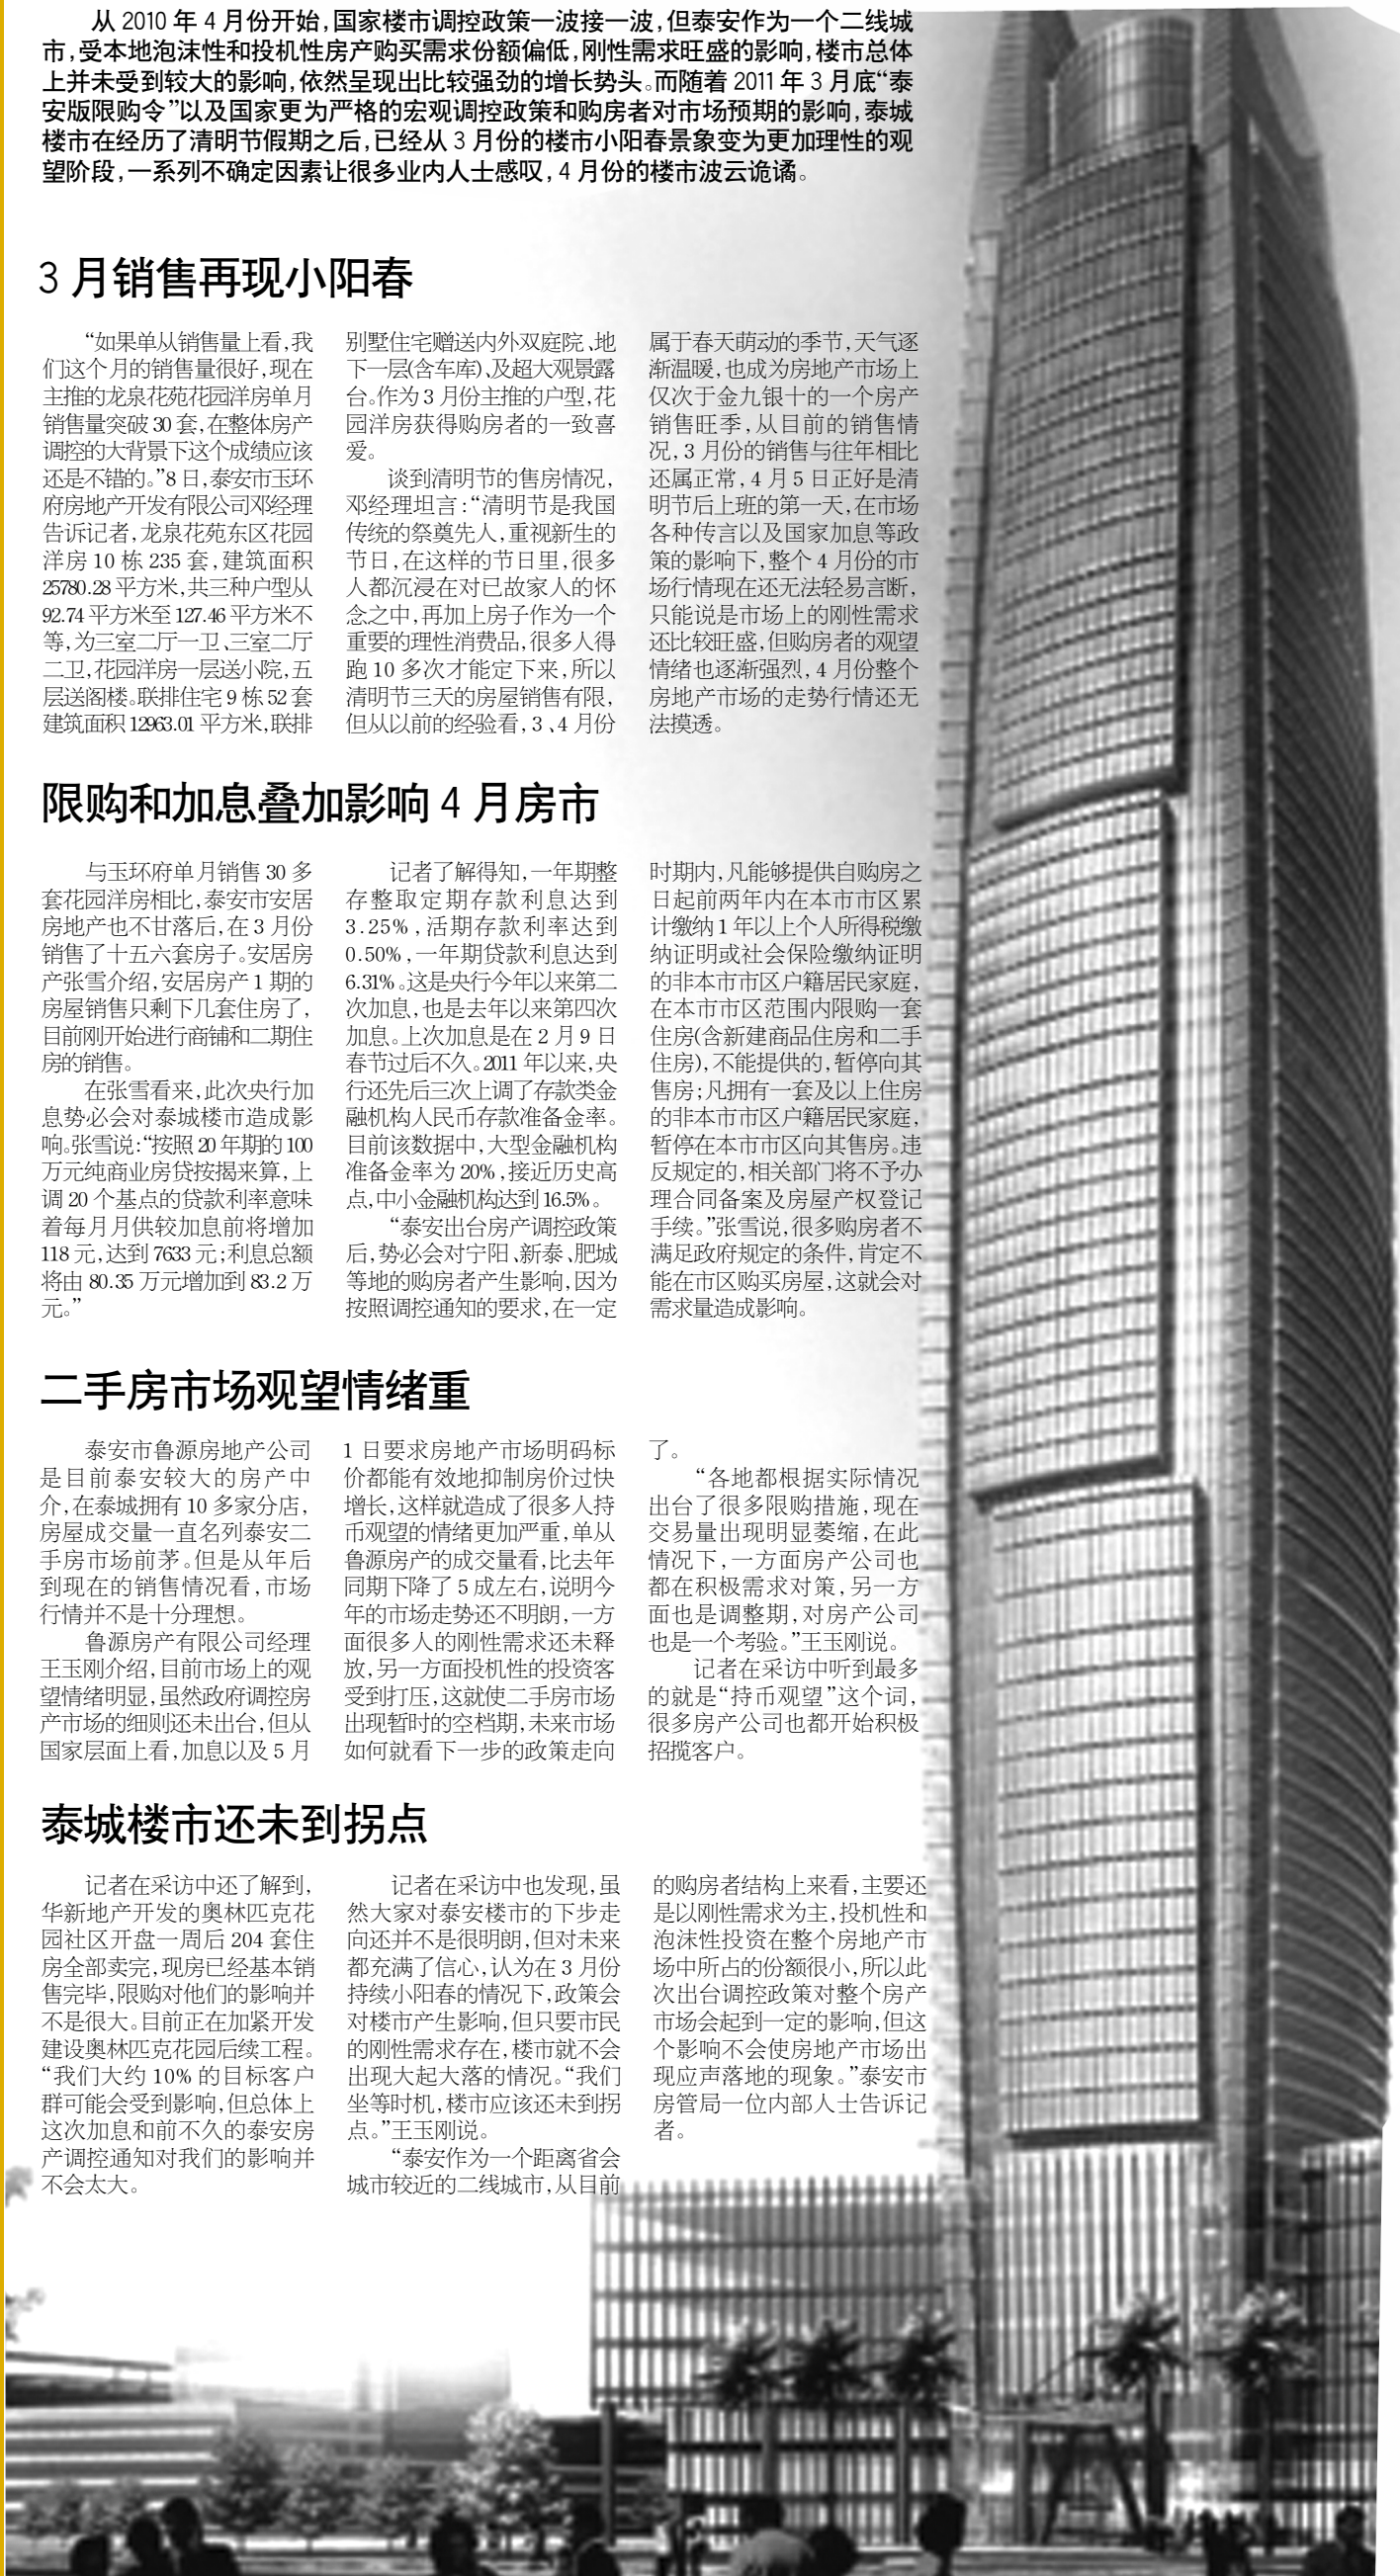 从 2010 年 4 月份开始,国家楼市调控政策一波接一波,但泰安作为一个二线城
市,受本地泡沫性和投机性房产购买需求份额偏低,刚性需求旺盛的影响,楼市总体
上并未受到较大的影响,依然呈现出比较强劲的增长势头。而随着 2011 年 3 月底“泰
安版限购令”以及国家更为严格的宏观调控政策和购房者对市场预期的影响,泰城
楼市在经历了清明节假期之后,已经从 3 月份的楼市小阳春景象变为更加理性的观
望阶段,一系列不确定因素让很多业内人士感叹,4 月份的楼市波云诡谲。
3 月销售再现小阳春
“如果单从销售量上看,我
们这个月的销售量很好,现在
主推的龙泉花苑花园洋房单月
销售量突破 30 套,在整体房产
调控的大背景下这个成绩应该
还是不错的。”8 日,泰安市玉环
府房地产开发有限公司邓经理
告诉记者,龙泉花苑东区花园
洋房 10 栋 235 套,建筑面积
25780.28 平方米,共三种户型从
92.74 平方米至 127.46 平方米不
等,为三室二厅一卫、三室二厅
二卫,花园洋房一层送小院,五
层送阁楼。联排住宅 9 栋 52 套
建筑面积 12963.01 平方米,联排
别墅住宅赠送内外双庭院、地
下一层(含车库)、及超大观景露
台。作为 3 月份主推的户型,花
园洋房获得购房者的一致喜
爱。
谈到清明节的售房情况,
邓经理坦言:“清明节是我国
传统的祭奠先人,重视新生的
节日,在这样的节日里,很多
人都沉浸在对已故家人的怀
念之中,再加上房子作为一个
重要的理性消费品,很多人得
跑 10 多次才能定下来,所以
清明节三天的房屋销售有限,
但从以前的经验看,3、4 月份
属于春天萌动的季节,天气逐
渐温暖,也成为房地产市场上
仅次于金九银十的一个房产
销售旺季,从目前的销售情
况,3 月份的销售与往年相比
还属正常,4 月 5 日正好是清
明节后上班的第一天,在市场
各种传言以及国家加息等政
策的影响下,整个 4 月份的市
场行情现在还无法轻易言断,
只能说是市场上的刚性需求
还比较旺盛,但购房者的观望
情绪也逐渐强烈,4 月份整个
房地产市场的走势行情还无
法摸透。
限购和加息叠加影响 4 月房市
与玉环府单月销售 30 多
套花园洋房相比,泰安市安居
房地产也不甘落后,在 3 月份
销售了十五六套房子。安居房
产张雪介绍,安居房产 1 期的
房屋销售只剩下几套住房了,
目前刚开始进行商铺和二期住
房的销售。
在张雪看来,此次央行加
息势必会对泰城楼市造成影
响。张雪说:“按照 20 年期的 100
万元纯商业房贷按揭来算,上
调 20 个基点的贷款利率意味
着每月月供较加息前将增加
118 元,达到 7633 元;利息总额
将由 80.35 万元增加到 83.2 万
元。”
记者了解得知,一年期整
存整取定期存款利息达到
3.25%,活期存款利率达到
0.50%,一年期贷款利息达到
6.31%。这是央行今年以来第二
次加息,也是去年以来第四次
加息。上次加息是在 2 月 9 日
春节过后不久。2011 年以来,央
行还先后三次上调了存款类金
融机构人民币存款准备金率。
目前该数据中,大型金融机构
准备金率为 20%,接近历史高
点,中小金融机构达到 16.5%。
“泰安出台房产调控政策
后,势必会对宁阳、新泰、肥城
等地的购房者产生影响,因为
按照调控通知的要求,在一定
时期内,凡能够提供自购房之
日起前两年内在本市市区累
计缴纳 1 年以上个人所得税缴
纳证明或社会保险缴纳证明
的非本市市区户籍居民家庭,
在本市市区范围内限购一套
住房(含新建商品住房和二手
住房),不能提供的,暂停向其
售房;凡拥有一套及以上住房
的非本市市区户籍居民家庭,
暂停在本市市区向其售房。违
反规定的,相关部门将不予办
理合同备案及房屋产权登记
手续。”张雪说,很多购房者不
满足政府规定的条件,肯定不
能在市区购买房屋,这就会对
需求量造成影响。
二手房市场观望情绪重
泰安市鲁源房地产公司
是目前泰安较大的房产中
介,在泰城拥有 10 多家分店,
房屋成交量一直名列泰安二
手房市场前茅。但是从年后
到现在的销售情况看,市场
行情并不是十分理想。
鲁源房产有限公司经理
王玉刚介绍,目前市场上的观
望情绪明显,虽然政府调控房
产市场的细则还未出台,但从
国家层面上看,加息以及 5 月
1 日要求房地产市场明码标
价都能有效地抑制房价过快
增长,这样就造成了很多人持
币观望的情绪更加严重,单从
鲁源房产的成交量看,比去年
同期下降了 5 成左右,说明今
年的市场走势还不明朗,一方
面很多人的刚性需求还未释
放,另一方面投机性的投资客
受到打压,这就使二手房市场
出现暂时的空档期,未来市场
如何就看下一步的政策走向
了。
“各地都根据实际情况
出台了很多限购措施,现在
交易量出现明显萎缩,在此
情况下,一方面房产公司也
都在积极需求对策,另一方
面也是调整期,对房产公司
也是一个考验。”王玉刚说。
记者在采访中听到最多
的就是“持币观望”这个词,
很多房产公司也都开始积极
招揽客户。
泰城楼市还未到拐点
记者在采访中还了解到,
华新地产开发的奥林匹克花
园社区开盘一周后 204 套住
房全部卖完,现房已经基本销
售完毕,限购对他们的影响并
不是很大。目前正在加紧开发
建设奥林匹克花园后续工程。
“我们大约 10% 的目标客户
群可能会受到影响,但总体上
这次加息和前不久的泰安房
产调控通知对我们的影响并
不会太大。
记者在采访中也发现,虽
然大家对泰安楼市的下步走
向还并不是很明朗,但对未来
都充满了信心,认为在 3 月份
持续小阳春的情况下,政策会
对楼市产生影响,但只要市民
的刚性需求存在,楼市就不会
出现大起大落的情况。“我们
坐等时机,楼市应该还未到拐
点。”王玉刚说。
“泰安作为一个距离省会
城市较近的二线城市,从目前
的购房者结构上来看,主要还
是以刚性需求为主,投机性和
泡沫性投资在整个房地产市
场中所占的份额很小,所以此
次出台调控政策对整个房产
市场会起到一定的影响,但这
个影响不会使房地产市场出
现应声落地的现象。”泰安市
房管局一位内部人士告诉记
者。